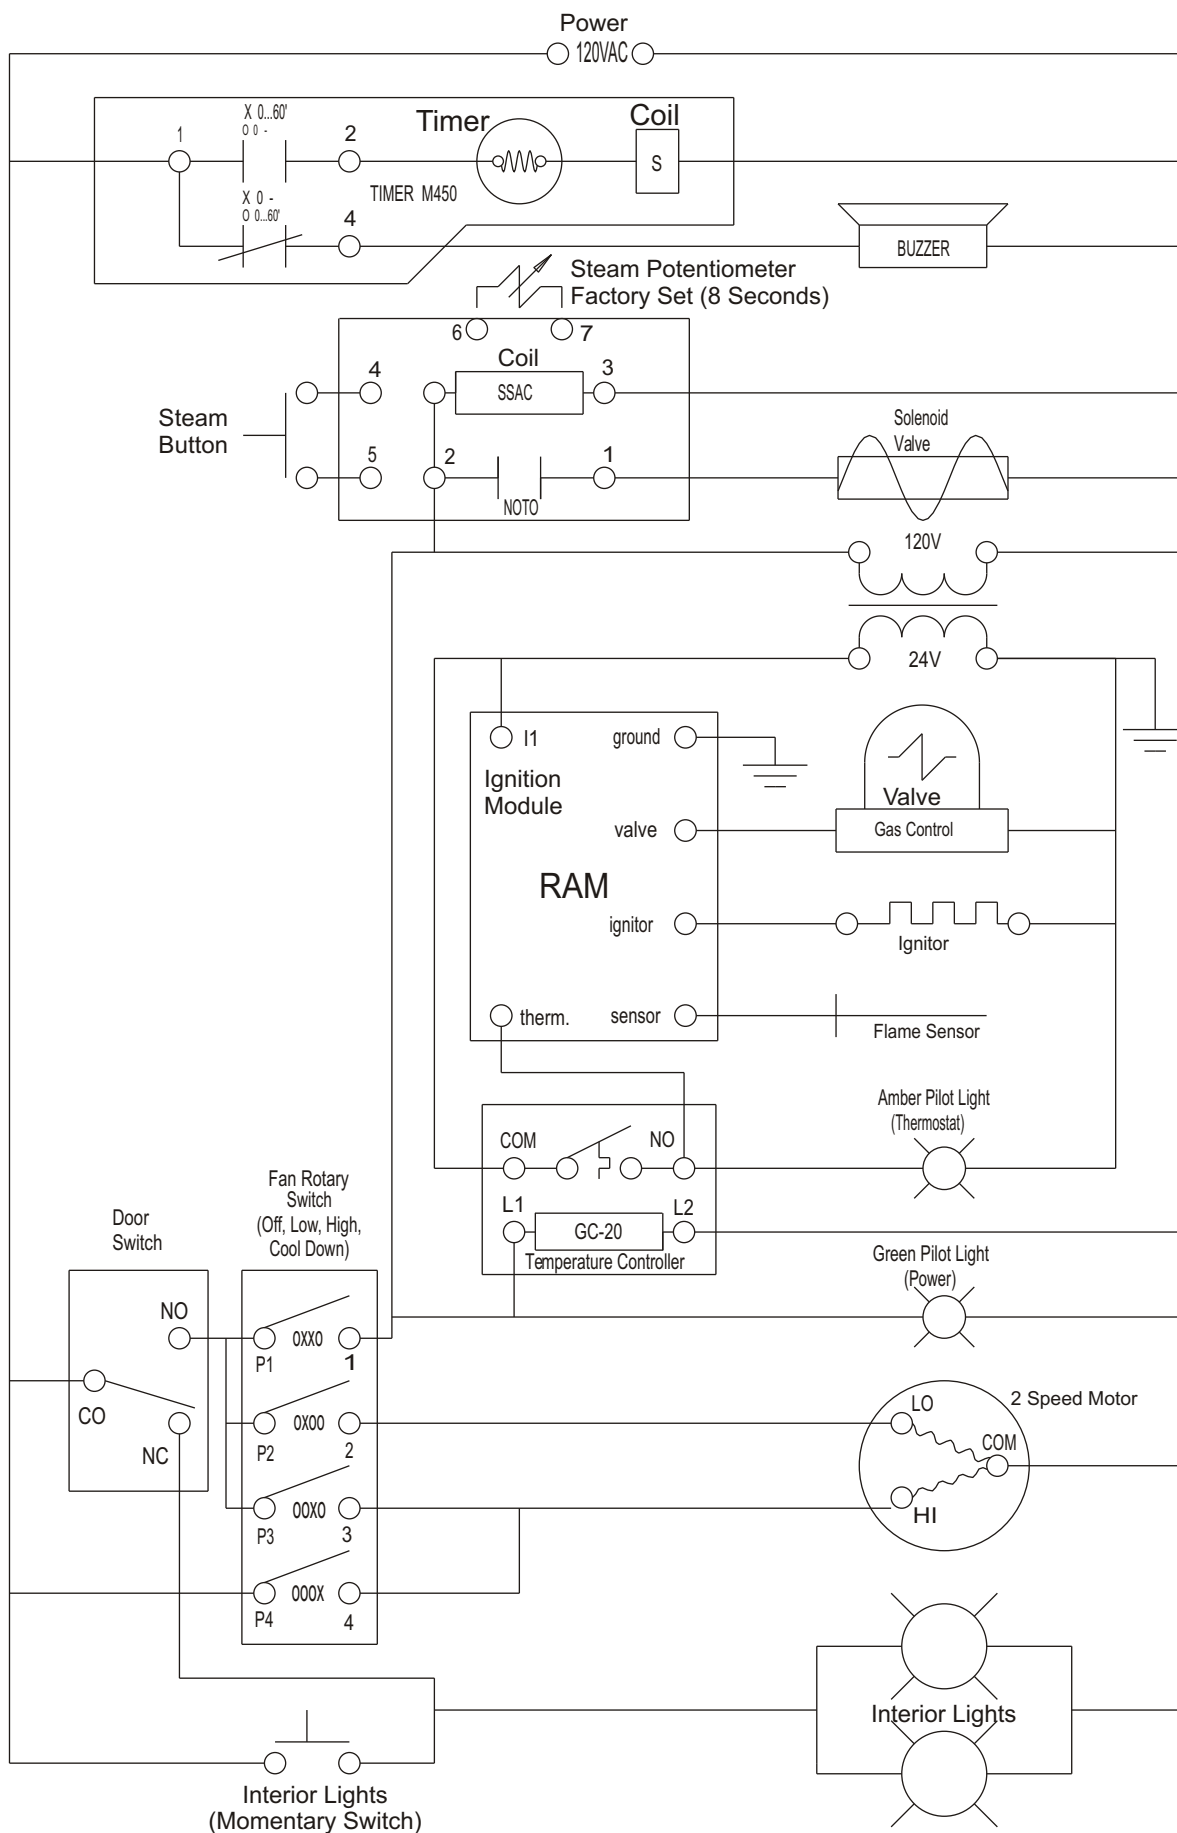 Power
120VAC
X 0...60'
O 0 -
1
2
Timer
Coil
S
TIMER M450
X 0 -
O 0...60'
4
BUZZER
Steam Potentiometer
Factory Set (8 Seconds)
6
7
Coil
4
SSAC
3
Steam
Button
Solenoid
Valve
5
2
1
NOTO
120V
24V
I1
ground
Ignition
Module
Valve
valve
Gas Control
RAM
ignitor
Ignitor
therm.
sensor
Flame Sensor
Amber Pilot Light
(Thermostat)
COM
NO
L1
GC-20
L2
Temperature Controller
Fan Rotary
Switch
(Off, Low, High,
Cool Down)
Door
Switch
Green Pilot Light
(Power)
NO
0XX0
P1
1
CO
NC
0X00
P2
2
LO
2 Speed Motor
COM
HI
00X0
P3
3
000X
P4
4
Interior Lights
Interior Lights
(Momentary Switch)